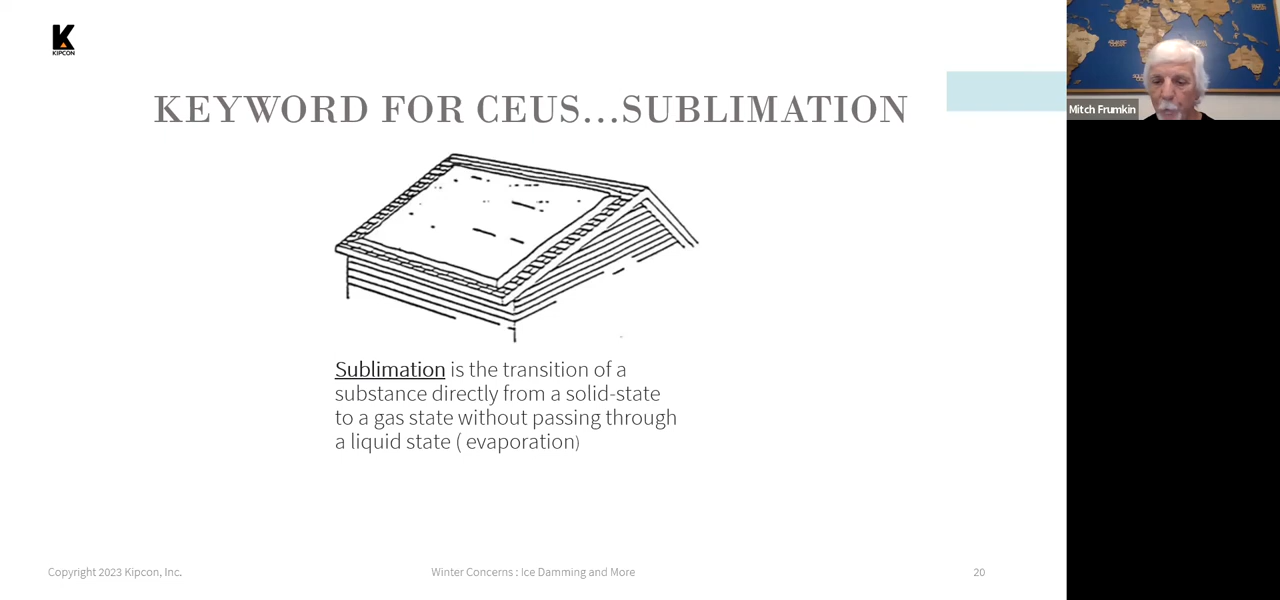 K
KIPCON
KEYWORD FOR CEUS...SUBLIMATION
Sublimation is the transition of a
substance directly from a solid-state
to a gas state without passing through
a liquid state ( evaporation)
Copyright 2023 Kipcon, Inc.
Winter Concerns : Ice Damming and More
20
Mitch Frumkin